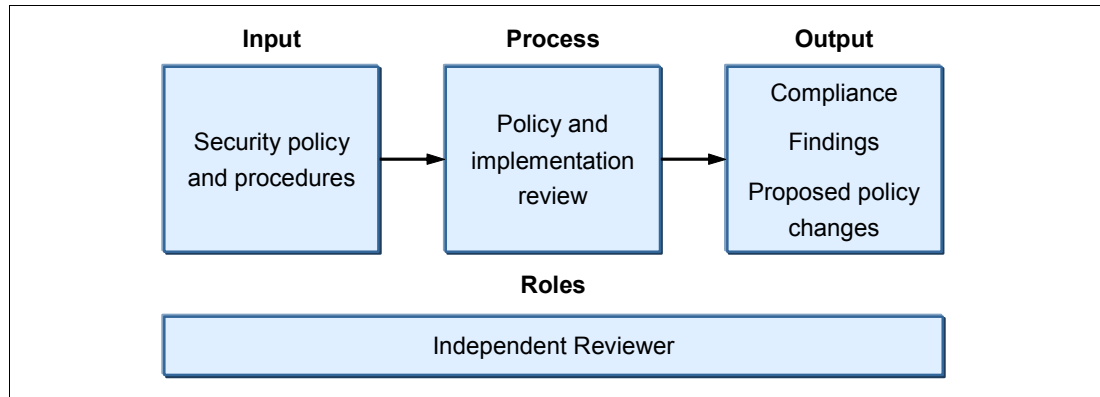 Input
Process
Output
Security policy
and procedures
Policy and
implementation
review
Compliance
Findings
Proposed policy
changes
Roles
Independent Reviewer